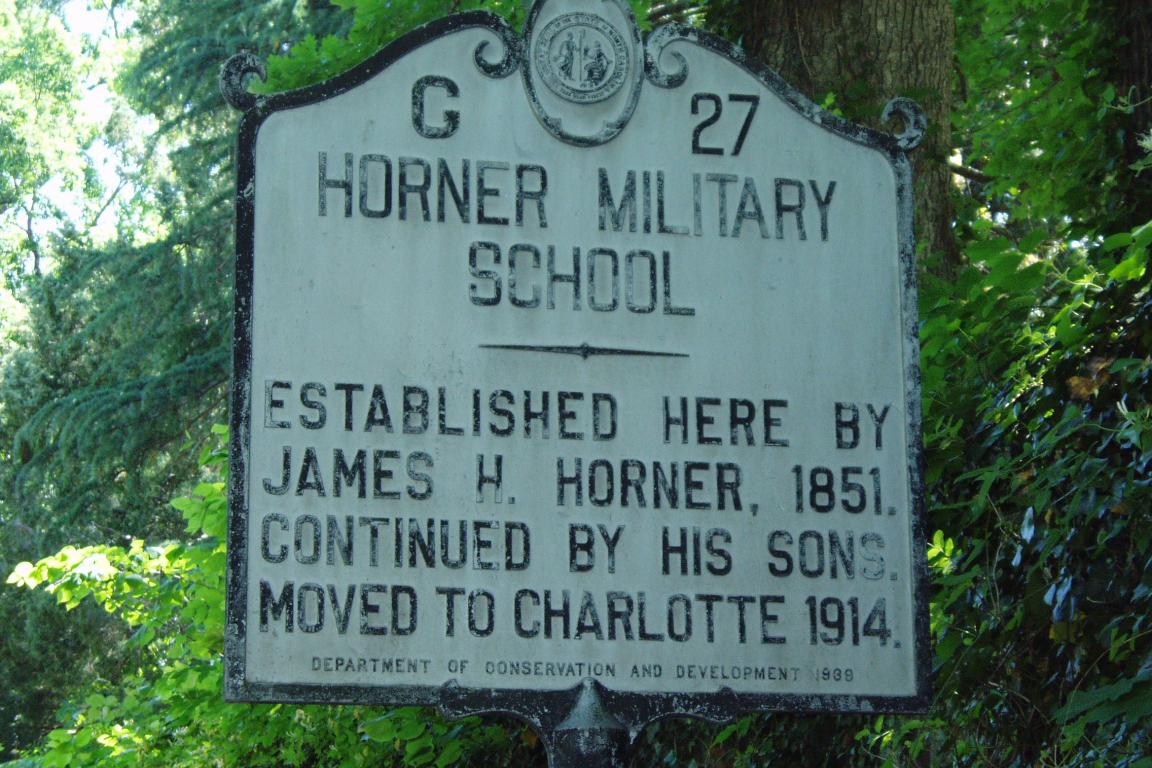 G 27
HORNER MILITARY
SCHOOL
ESTABLISHED HERE BY
JAMES H. HORNER, 1851.
CONTINUED BY HIS SONS.
MOVED TO CHARLOTTE 1914.
DEPARTMENT OF CONSERVATION AND DEVELOPMENT 1939